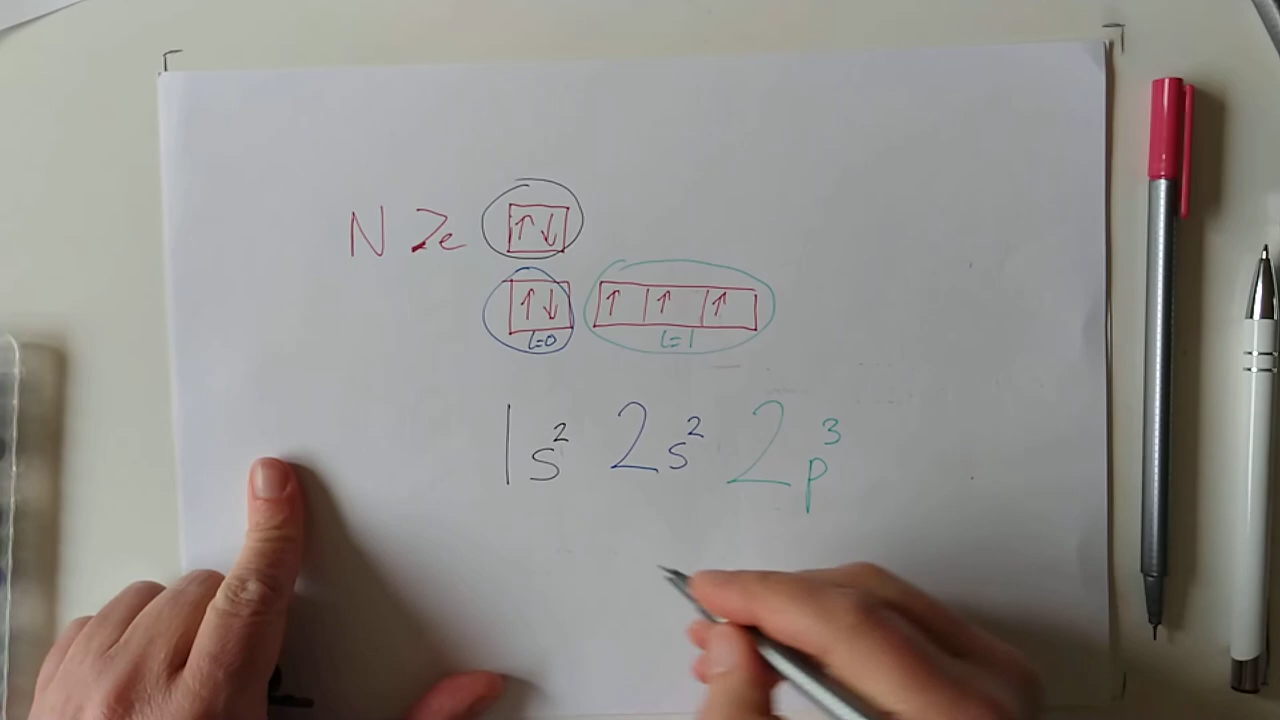 N 7e ↑↓
↑↓ ↑ ↑ ↑
l=0 l=1
1s² 2s² 2p³